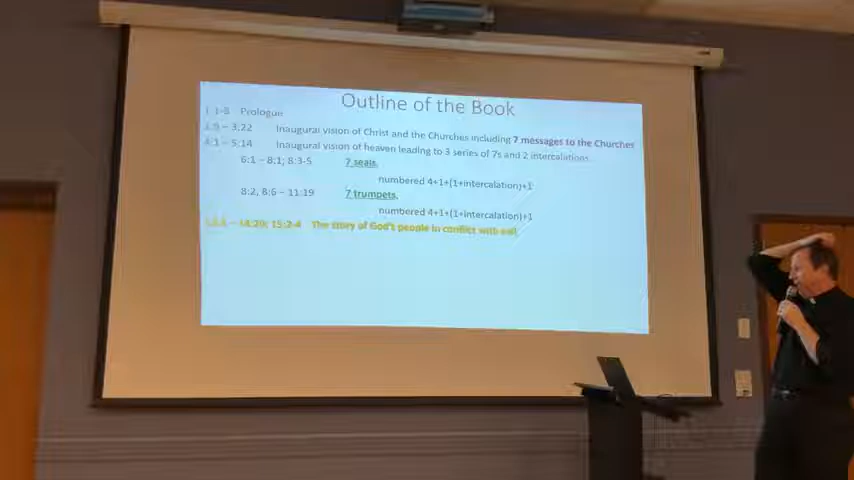 Outline of the Book
1:1-8 Prologue
1:9 – 3:22 Inaugural vision of Christ and the Churches including 7 messages to the Churches
4:1 – 5:14 Inaugural vision of heaven leading to 3 series of 7s and 2 intercalations
6:1 – 8:1; 8:3-5 7 seals,
numbered 4+1+(1+intercalation)+1
8:2, 8:6 – 11:19 7 trumpets,
numbered 4+1+(1+intercalation)+1
– 14:20; 15:2-4 The story of God's people in conflict with evil